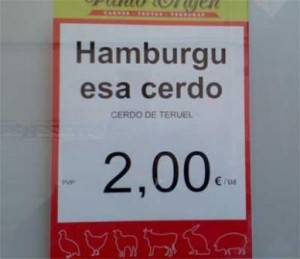 Punto Origen
Hamburgu
esa cerdo
CERDO DE TERUEL
PVP 2,00 €/ud